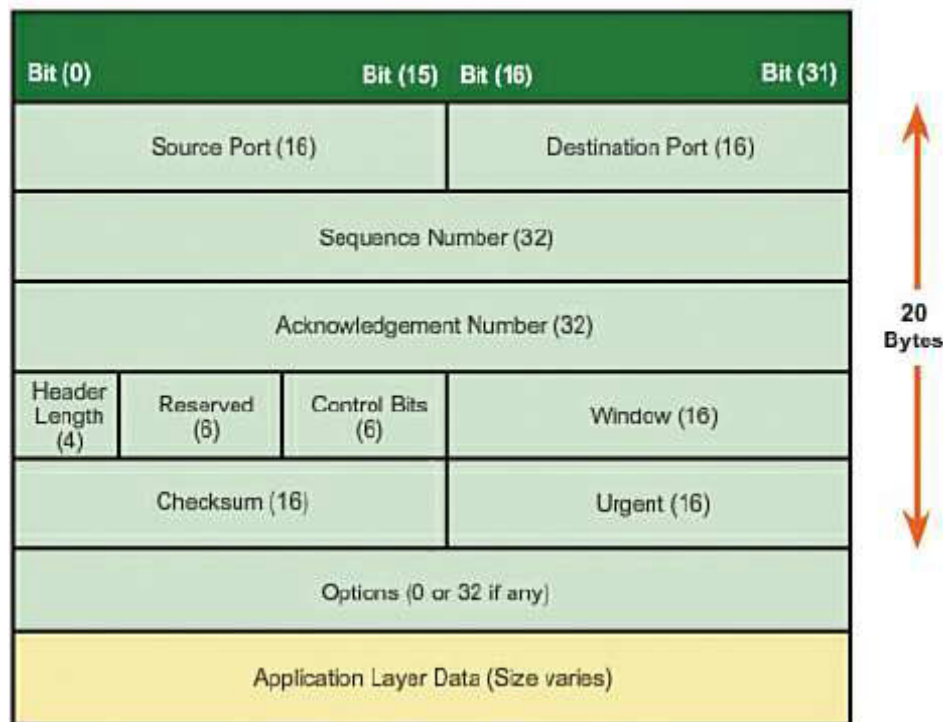 Bit (0) Bit (15) Bit (16) Bit (31)
Source Port (16) Destination Port (16)
Sequence Number (32)
Acknowledgement Number (32)
20
Bytes
Header
Length
(4)
Reserved
(6)
Control Bits
(6)
Window (16)
Checksum (16) Urgent (16)
Options (0 or 32 if any)
Application Layer Data (Size varies)